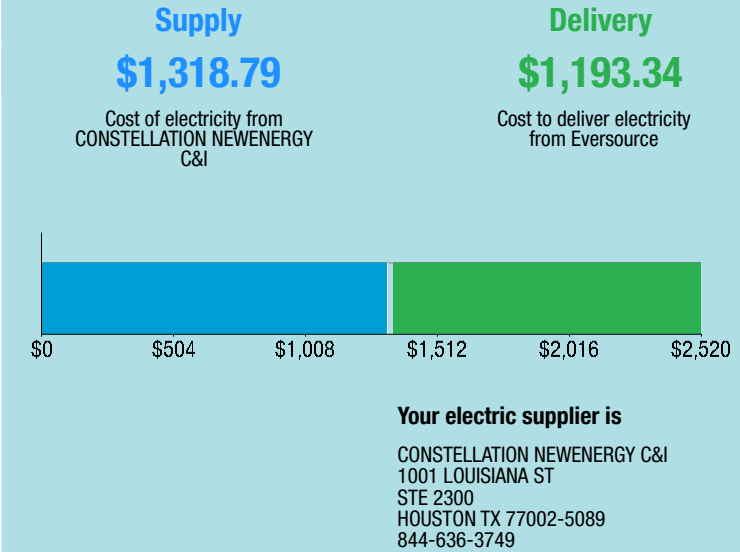 Supply
$1,318.79
Cost of electricity from
CONSTELLATION NEWENERGY
C&I
Delivery
$1,193.34
Cost to deliver electricity
from Eversource
$0 $504 $1,008 $1,512 $2,016 $2,520
Your electric supplier is
CONSTELLATION NEWENERGY C&I
1001 LOUISIANA ST
STE 2300
HOUSTON TX 77002-5089
844-636-3749